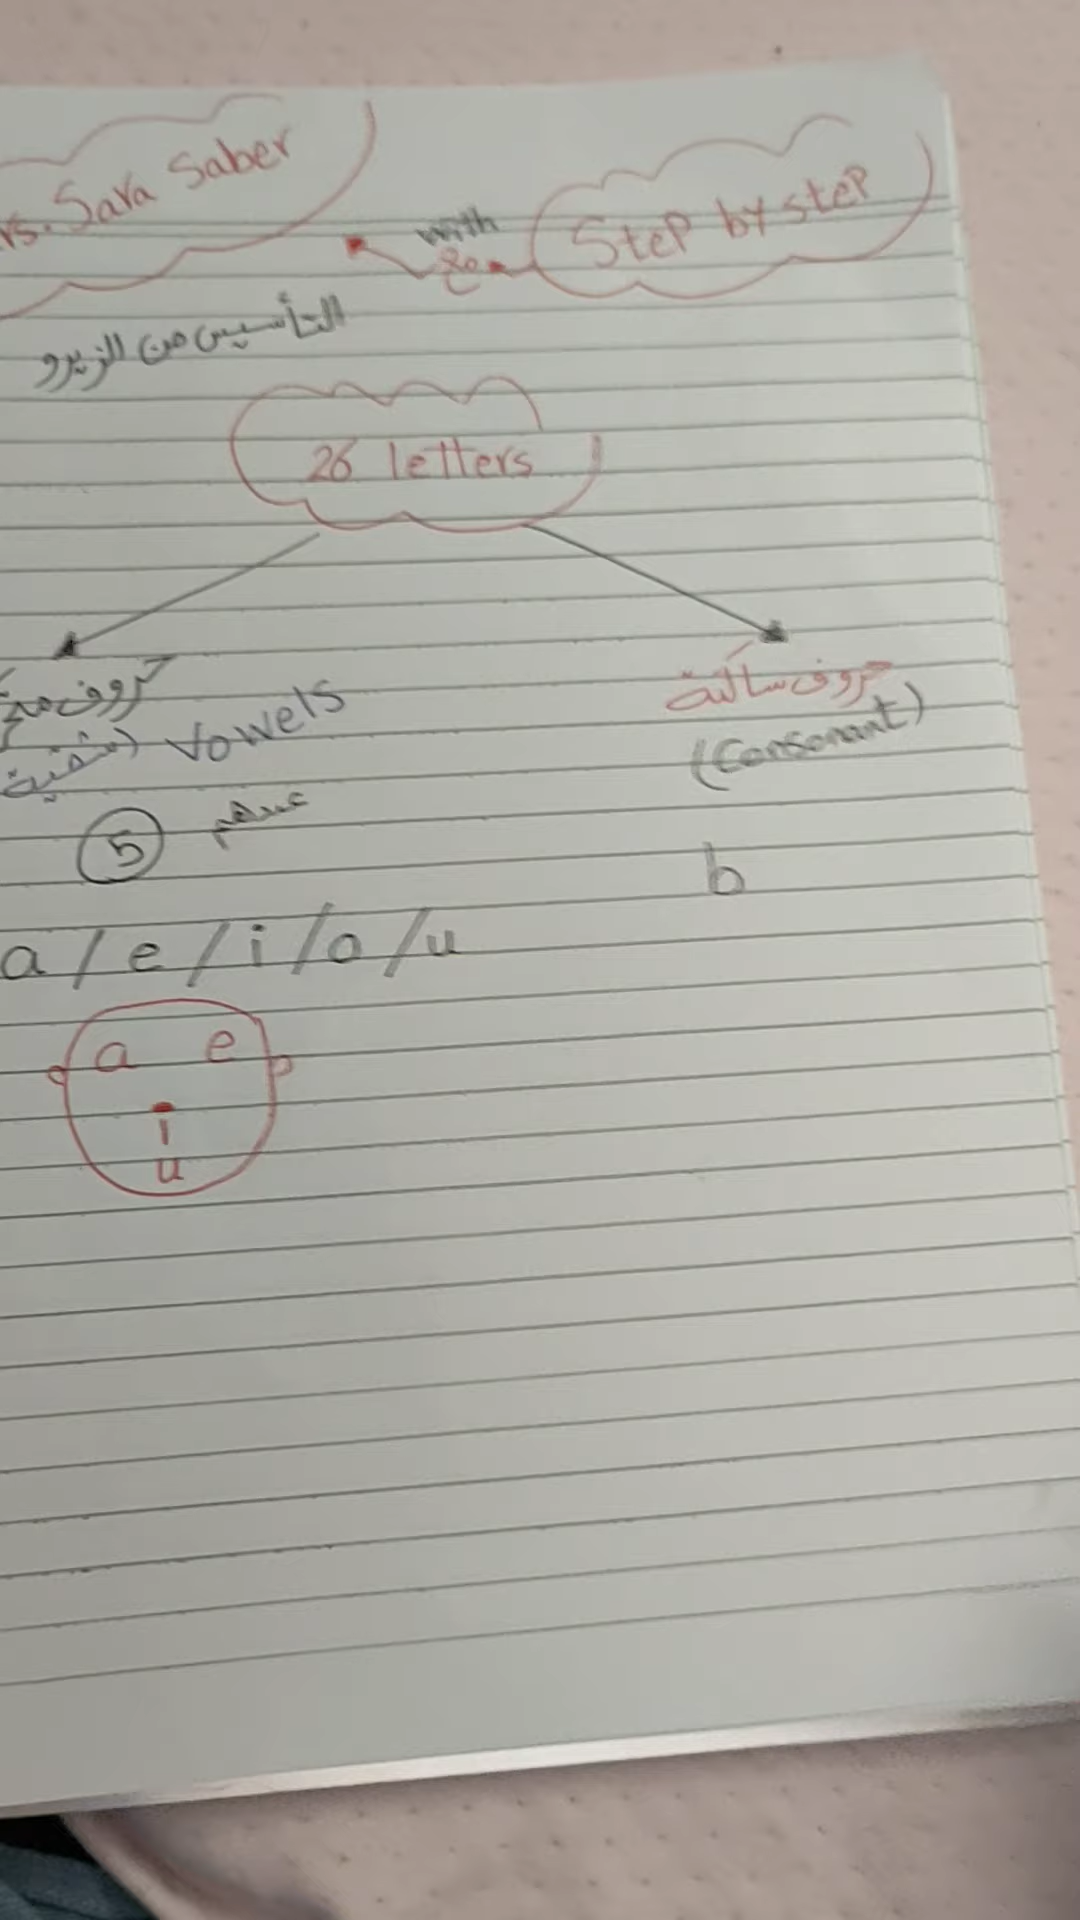 Step by step with مع rs. Sara Saber
التأسيس من الزيرو
26 letters
حروف ساكنة
(Consonant)
حروف
Vowels
عددهم 5
b
a / e / i / o / u
a e
i
u